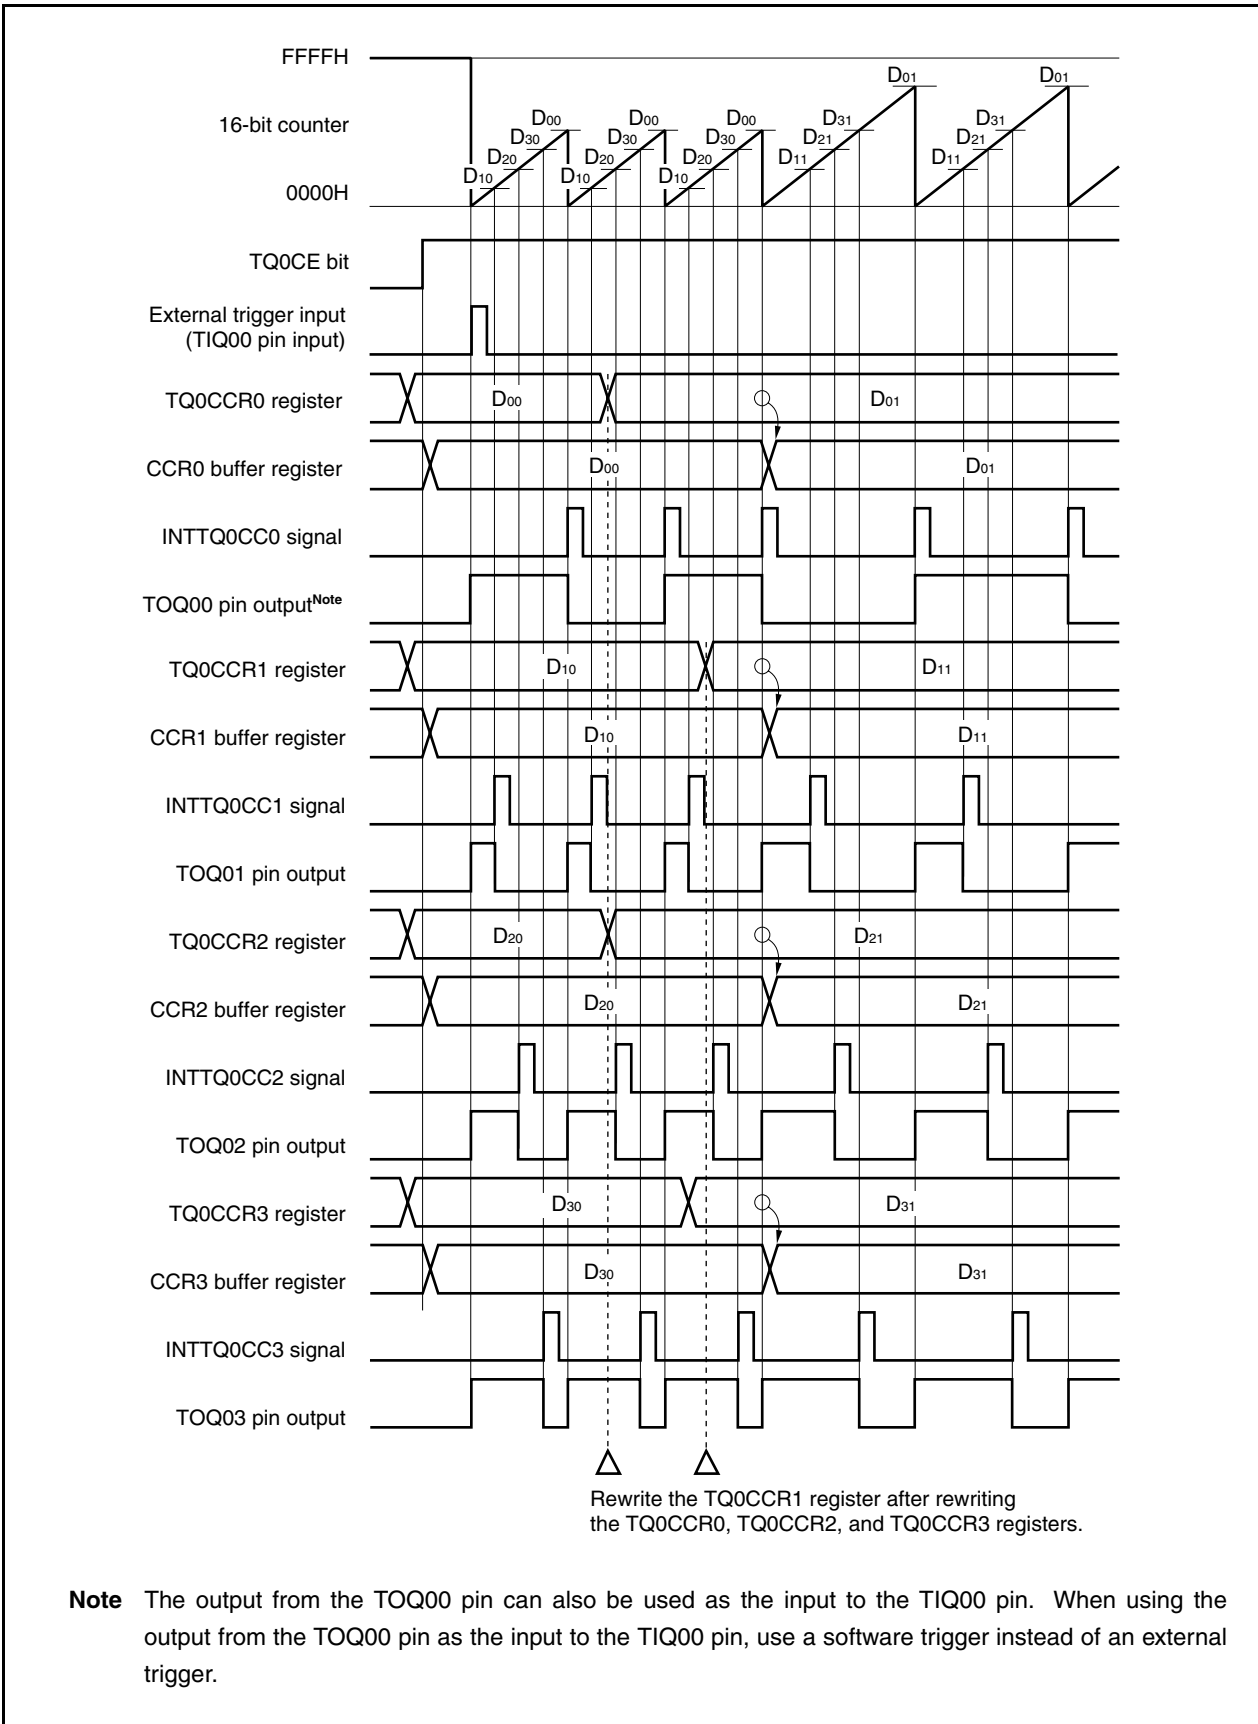 FFFFH
D01 D01
16-bit counter
D00 D00 D00 D31 D31
D30 D30 D30 D21 D21
D20 D20 D20 D11 D11
D10 D10 D10
0000H
TQ0CE bit
External trigger input
(TIQ00 pin input)
TQ0CCR0 register D00 D01
CCR0 buffer register D00 D01
INTTQ0CC0 signal
TOQ00 pin outputNote
TQ0CCR1 register D10 D11
CCR1 buffer register D10 D11
INTTQ0CC1 signal
TOQ01 pin output
TQ0CCR2 register D20 D21
CCR2 buffer register D20 D21
INTTQ0CC2 signal
TOQ02 pin output
TQ0CCR3 register D30 D31
CCR3 buffer register D30 D31
INTTQ0CC3 signal
TOQ03 pin output
Rewrite the TQ0CCR1 register after rewriting
the TQ0CCR0, TQ0CCR2, and TQ0CCR3 registers.
Note The output from the TOQ00 pin can also be used as the input to the TIQ00 pin. When using the
output from the TOQ00 pin as the input to the TIQ00 pin, use a software trigger instead of an external
trigger.